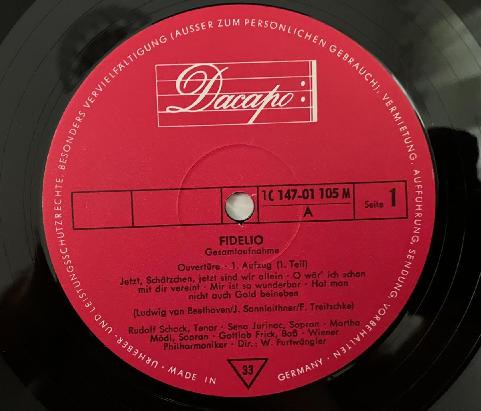 URHEBER- UND LEISTUNGSSCHUTZRECHTE, BESONDERS VERVIELFÄLTIGUNG (AUSSER ZUM PERSÖNLICHEN GEBRAUCH), VERMIETUNG, AUFFÜHRUNG, SENDUNG, VORBEHALTEN · MADE IN GERMANY
Dacapo
1C 147-01 105 M
A
Seite 1
FIDELIO
Gesamtaufnahme
Ouvertüre · 1. Aufzug (1. Teil)
Jetzt, Schätzchen, jetzt sind wir allein · O wär' ich schon
mit dir vereint · Mir ist so wunderbar · Hat man
nicht auch Gold beineben
(Ludwig van Beethoven/J. Sonnleithner/F. Treitschke)
Rudolf Schock, Tenor · Sena Jurinac, Sopran · Martha
Mödl, Sopran · Gottlob Frick, Baß · Wiener
Philharmoniker · Dir.: W. Furtwängler
33